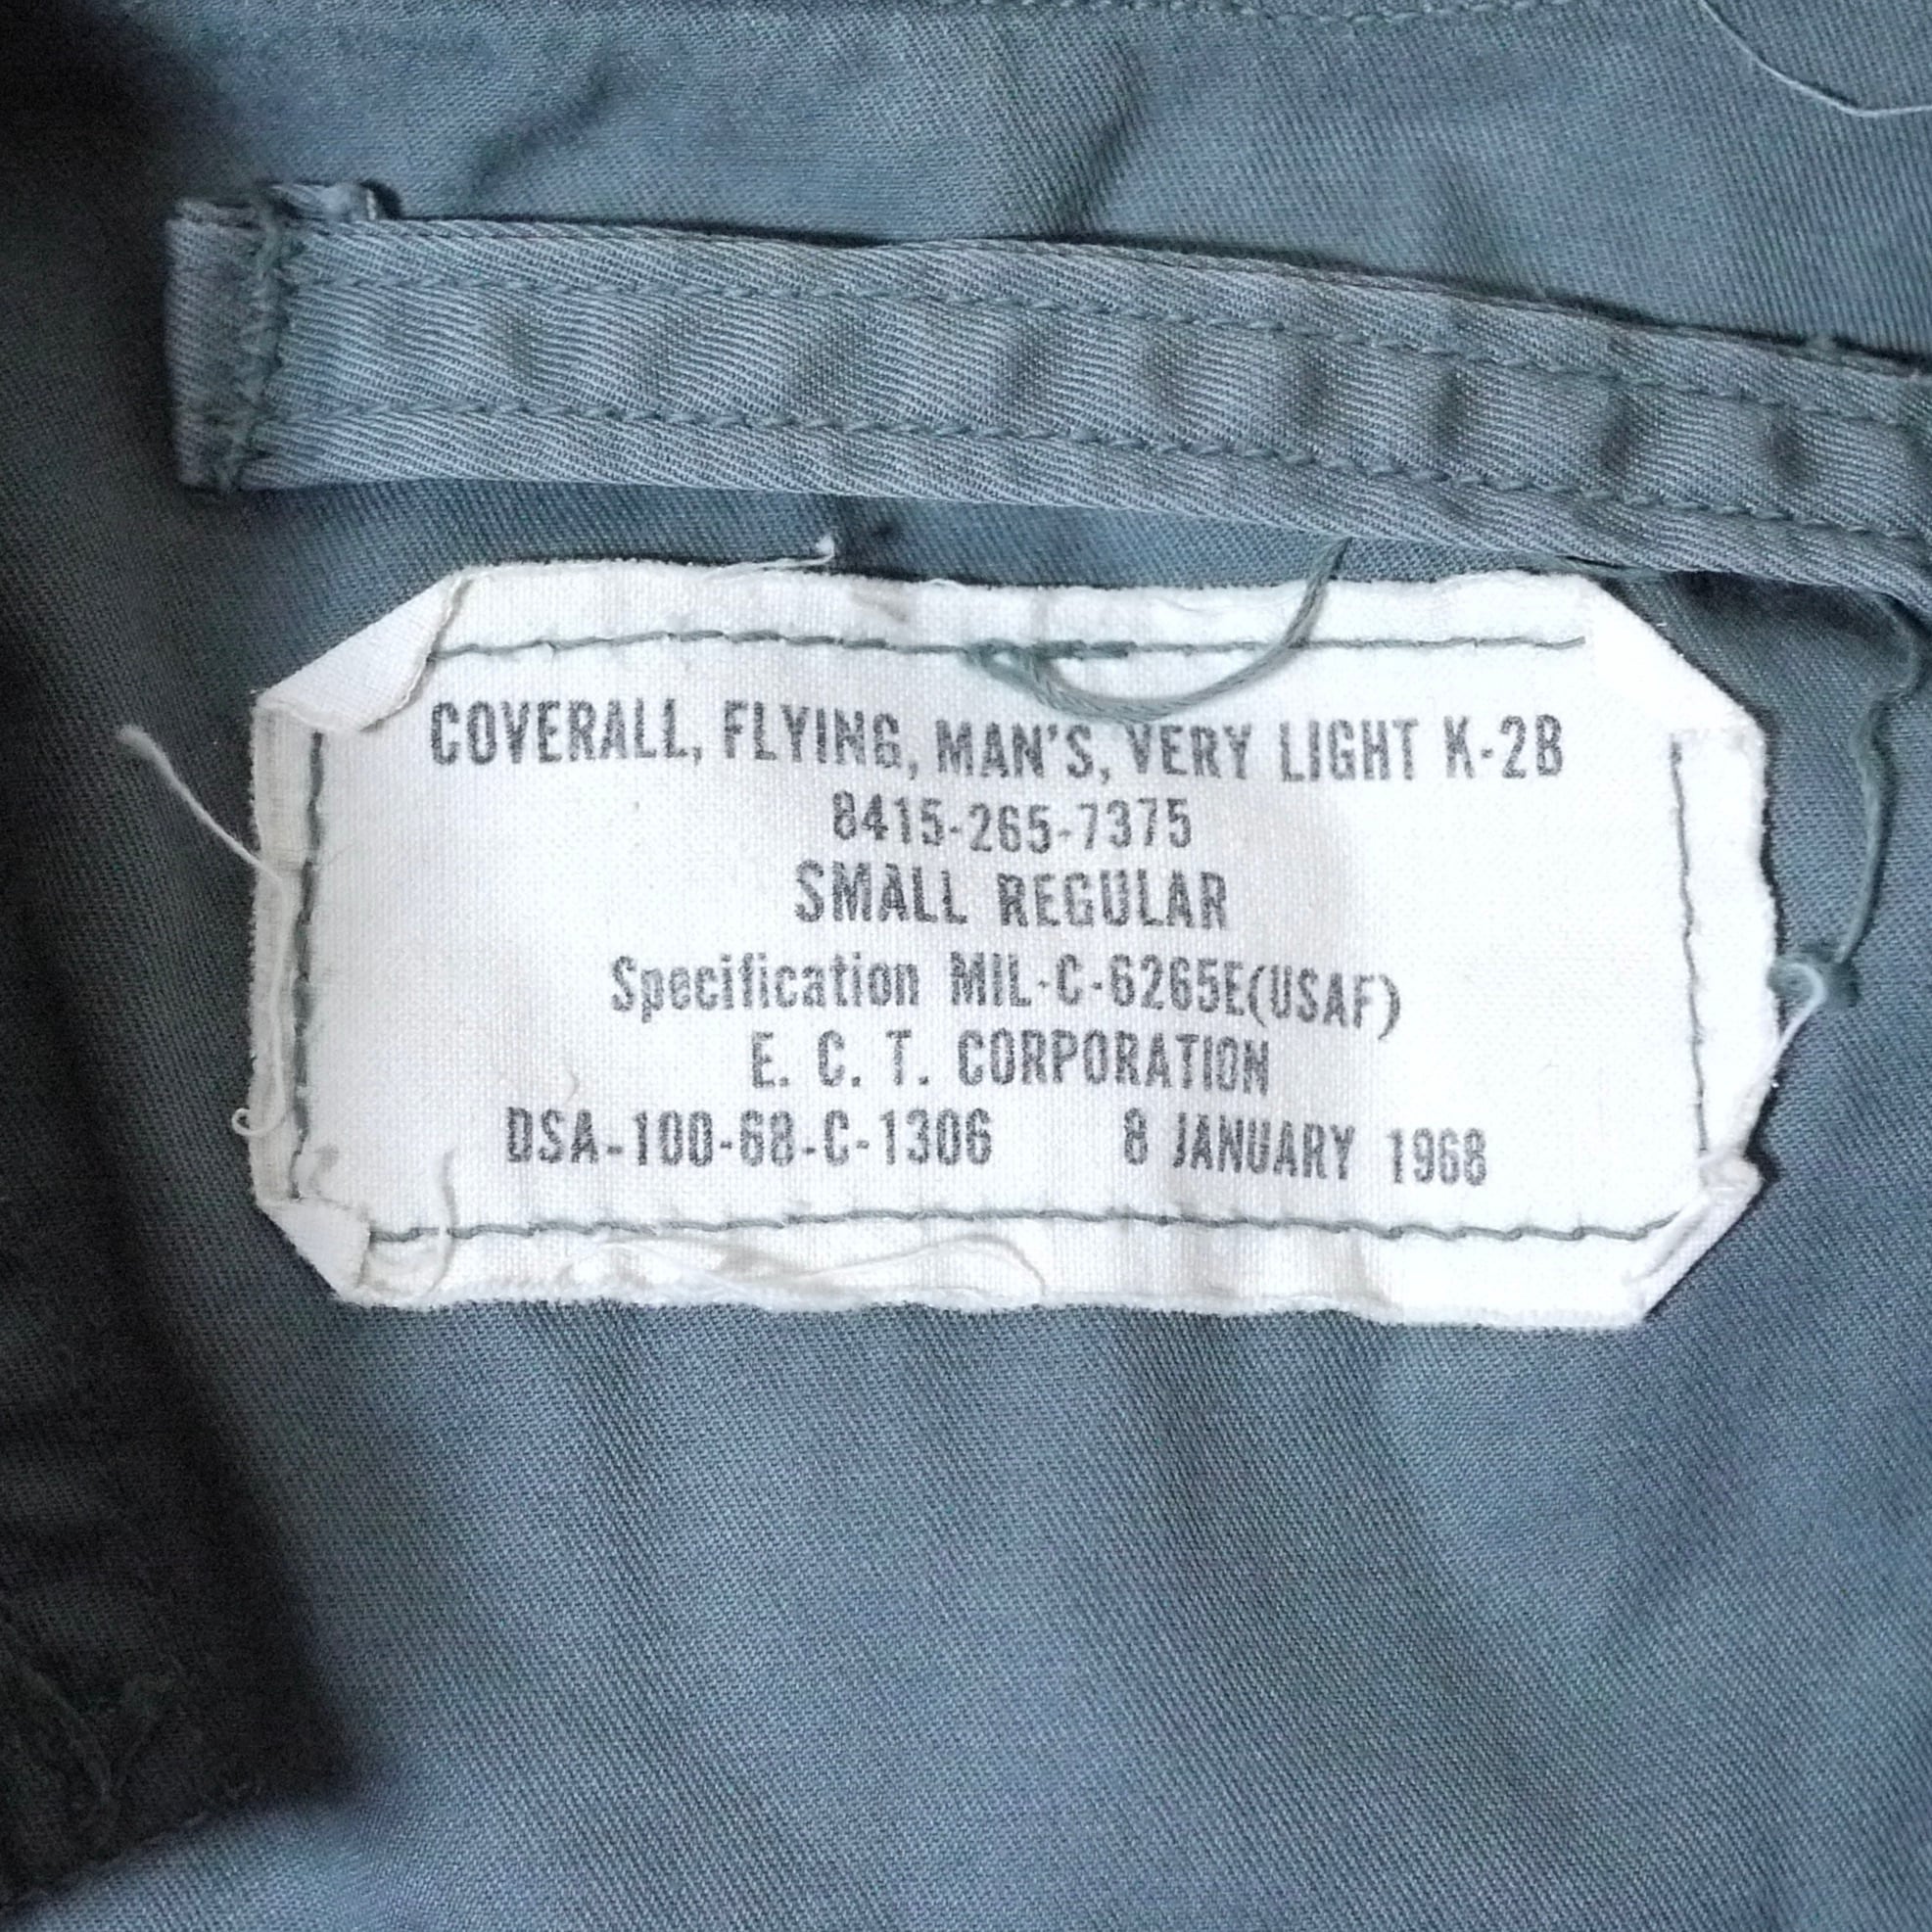 COVERALL, FLYING, MAN'S, VERY LIGHT K-2B
8415-265-7375
SMALL REGULAR
Specification MIL-C-6265E(USAF)
E. C. T. CORPORATION
DSA-100-68-C-1306 8 JANUARY 1968